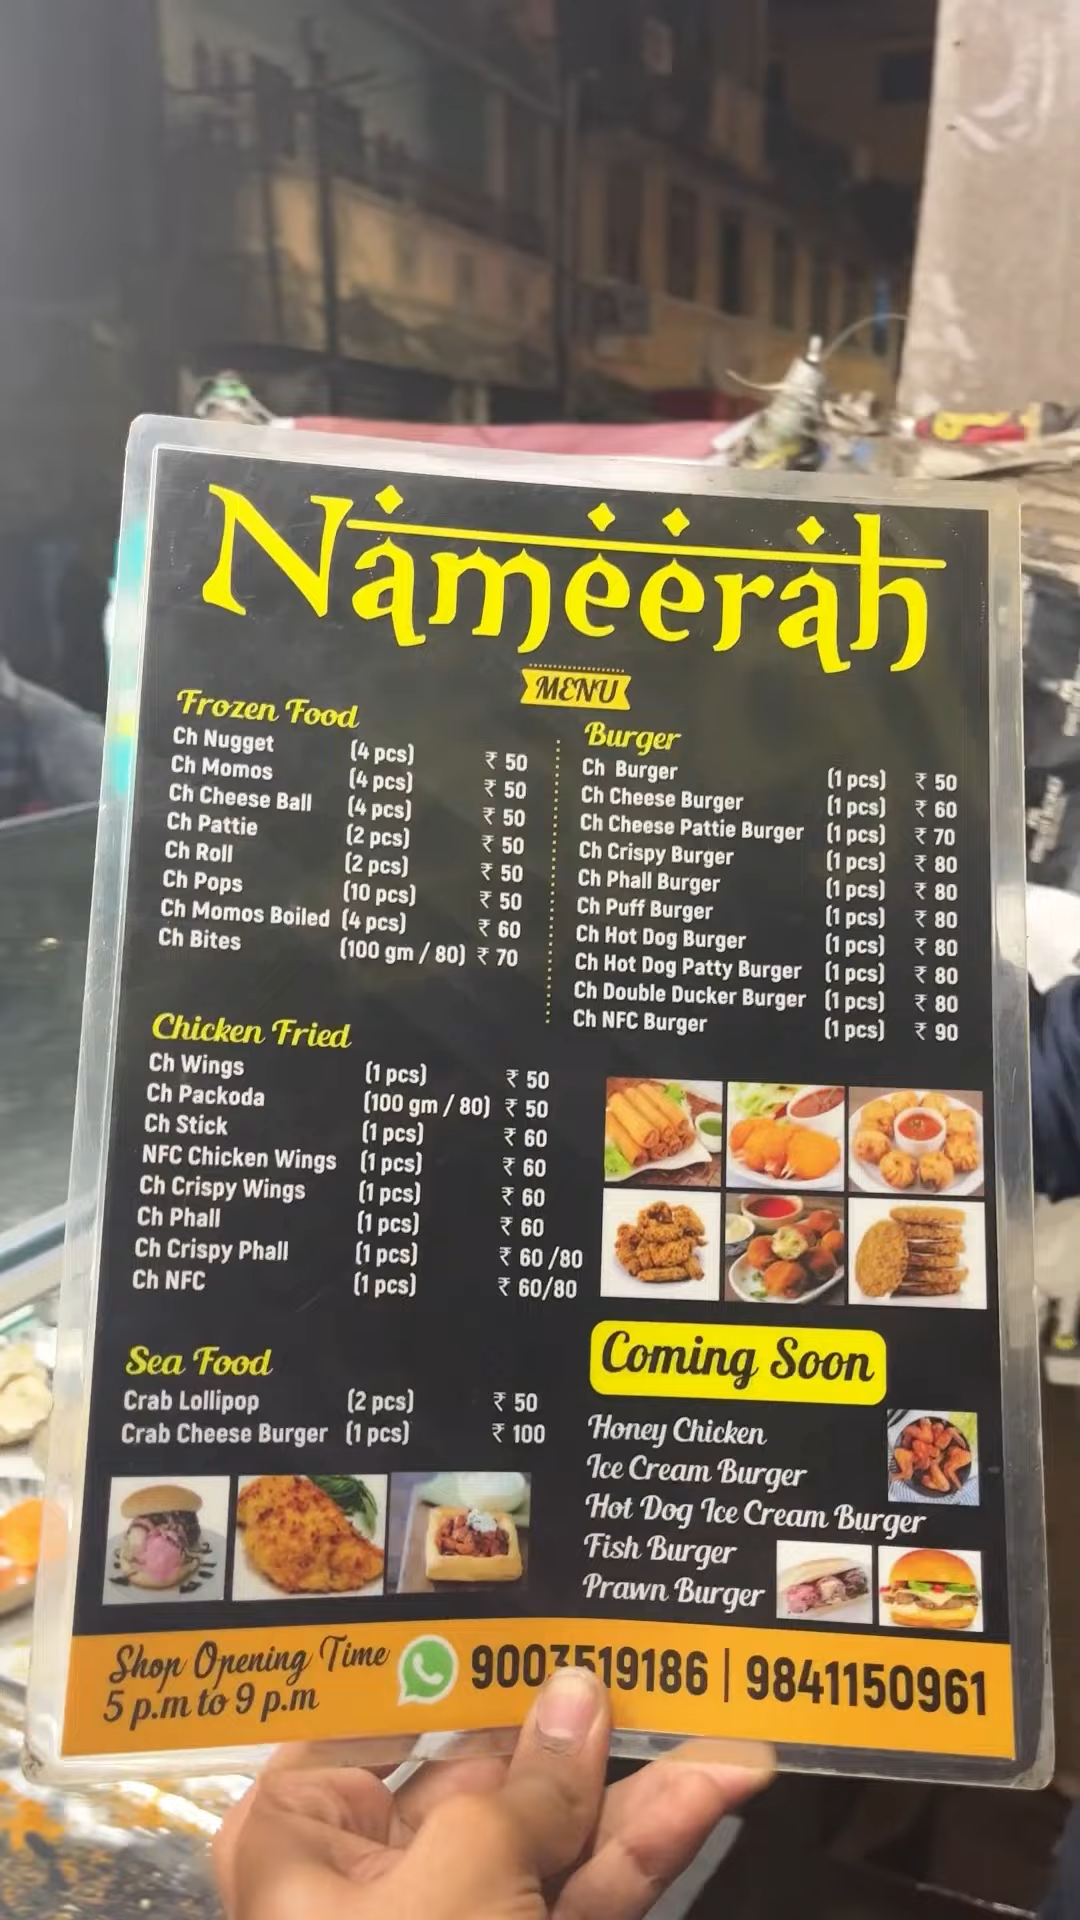 Nameerah
MENU
Frozen Food
Ch Nugget (4 pcs) ₹ 50
Ch Momos (4 pcs) ₹ 50
Ch Cheese Ball (4 pcs) ₹ 50
Ch Pattie (2 pcs) ₹ 50
Ch Roll (2 pcs) ₹ 50
Ch Pops (10 pcs) ₹ 50
Ch Momos Boiled (4 pcs) ₹ 60
Ch Bites (100 gm / 80) ₹ 70
Burger
Ch Burger (1 pcs) ₹ 50
Ch Cheese Burger (1 pcs) ₹ 60
Ch Cheese Pattie Burger (1 pcs) ₹ 70
Ch Crispy Burger (1 pcs) ₹ 80
Ch Phall Burger (1 pcs) ₹ 80
Ch Puff Burger (1 pcs) ₹ 80
Ch Hot Dog Burger (1 pcs) ₹ 80
Ch Hot Dog Patty Burger (1 pcs) ₹ 80
Ch Double Ducker Burger (1 pcs) ₹ 80
Ch NFC Burger (1 pcs) ₹ 90
Chicken Fried
Ch Wings (1 pcs) ₹ 50
Ch Packoda (100 gm / 80) ₹ 50
Ch Stick (1 pcs) ₹ 60
NFC Chicken Wings (1 pcs) ₹ 60
Ch Crispy Wings (1 pcs) ₹ 60
Ch Phall (1 pcs) ₹ 60
Ch Crispy Phall (1 pcs) ₹ 60 /80
Ch NFC (1 pcs) ₹ 60/80
Sea Food
Crab Lollipop (2 pcs) ₹ 50
Crab Cheese Burger (1 pcs) ₹ 100
Coming Soon
Honey Chicken
Ice Cream Burger
Hot Dog Ice Cream Burger
Fish Burger
Prawn Burger
Shop Opening Time
5 p.m to 9 p.m
9003519186 | 9841150961